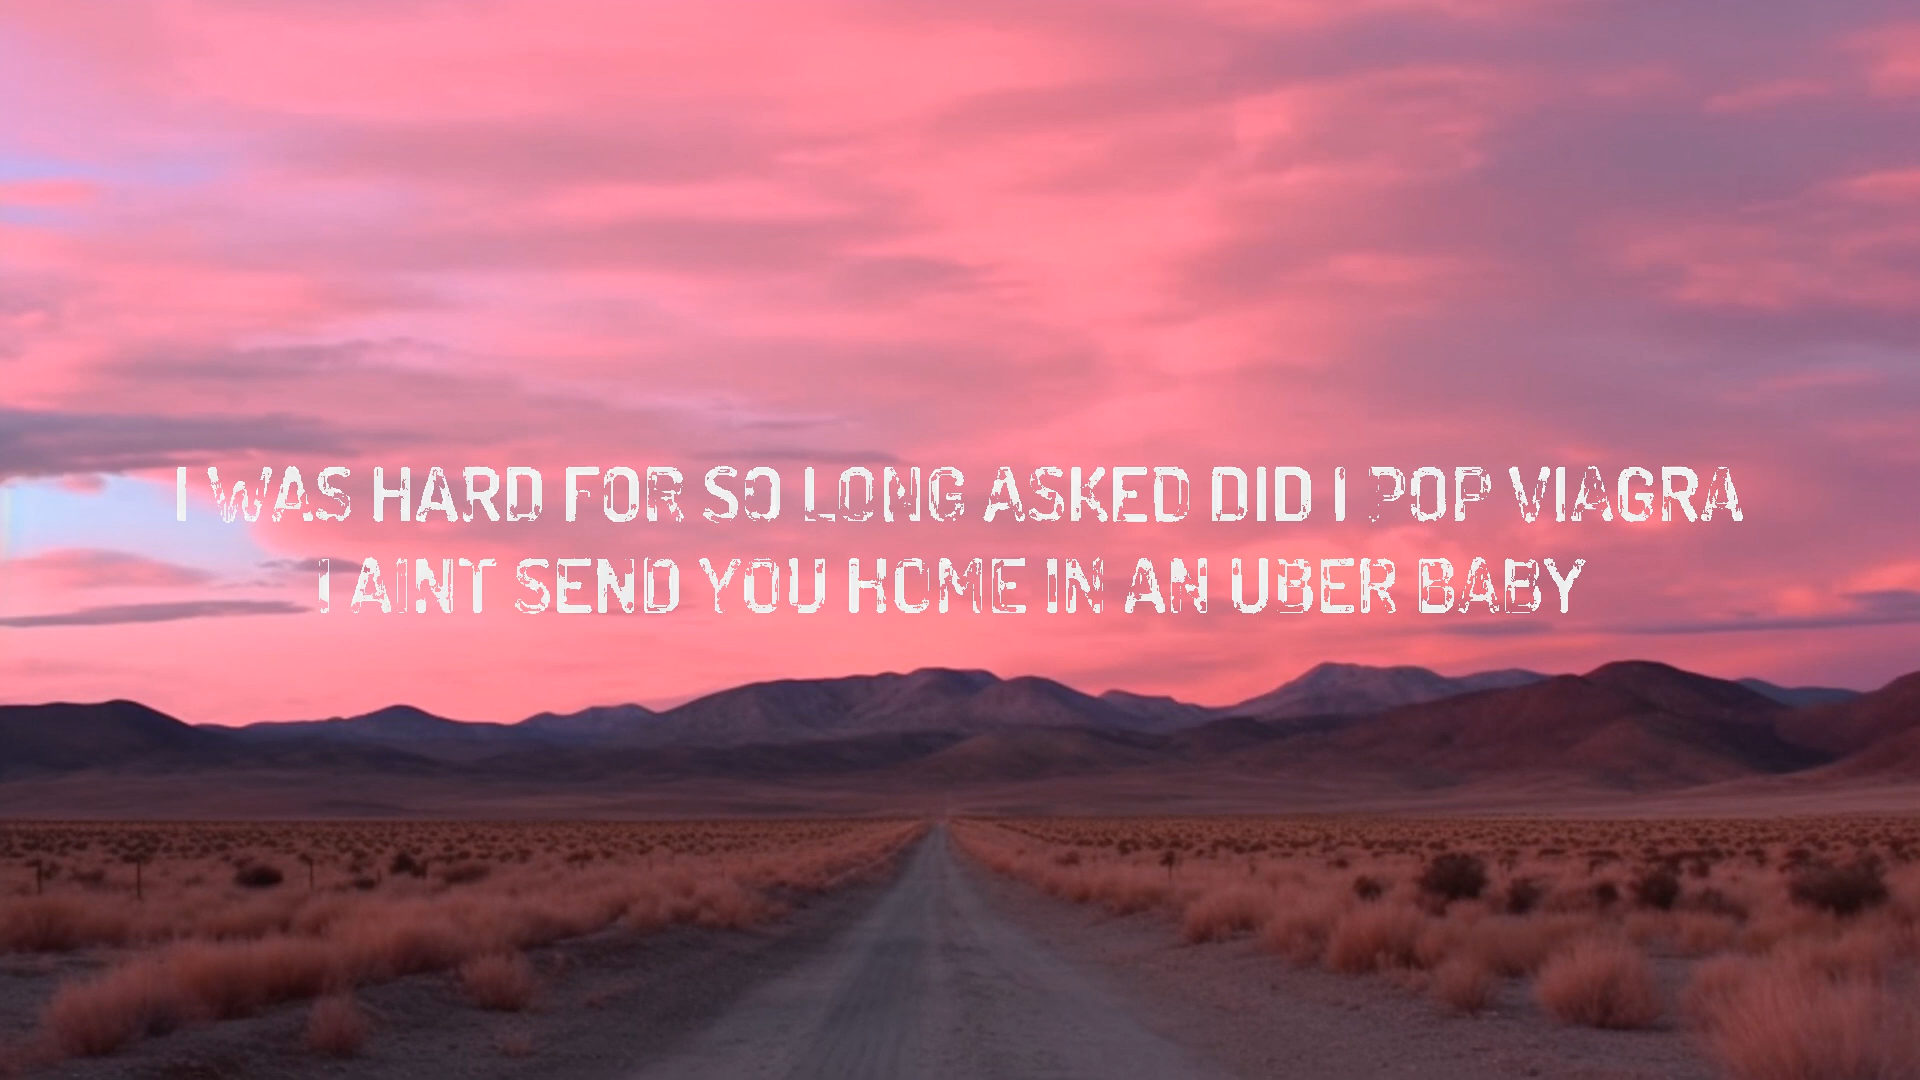 I WAS HARD FOR SO LONG ASKED DID I POP VIAGRA
I AINT SEND YOU HOME IN AN UBER BABY